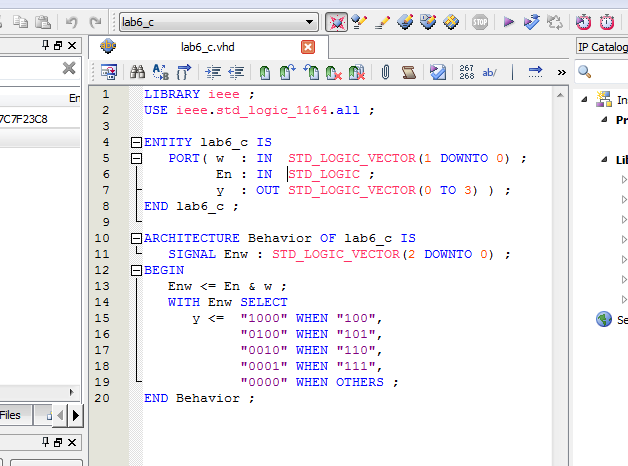 lab6_c
lab6_c.vhd
IP Catalog
267
268
ab/
»
En
7C7F23C8
Files
1 LIBRARY ieee ;
2 USE ieee.std_logic_1164.all ;
3
4 ENTITY lab6_c IS
5 PORT( w : IN STD_LOGIC_VECTOR(1 DOWNTO 0) ;
6 En : IN STD_LOGIC ;
7 y : OUT STD_LOGIC_VECTOR(0 TO 3) ) ;
8 END lab6_c ;
9
10 ARCHITECTURE Behavior OF lab6_c IS
11 SIGNAL Enw : STD_LOGIC_VECTOR(2 DOWNTO 0) ;
12 BEGIN
13 Enw <= En & w ;
14 WITH Enw SELECT
15 y <= "1000" WHEN "100",
16 "0100" WHEN "101",
17 "0010" WHEN "110",
18 "0001" WHEN "111",
19 "0000" WHEN OTHERS ;
20 END Behavior ;
In
Pr
Lib
Se